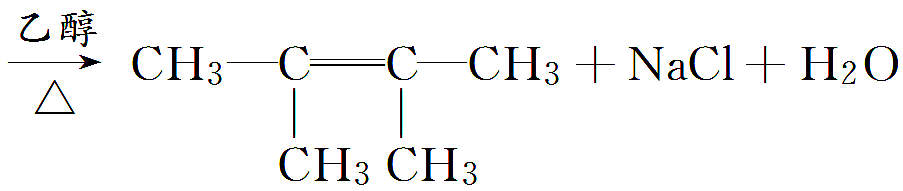 乙醇
△
CH3—C═C—CH3+NaCl+H2O
CH3 CH3